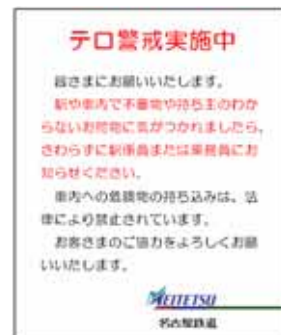 テロ警戒実施中
皆さまにお願いいたします。
駅や車内で不審物や持ち主のわか
らないお荷物に気がつかれましたら、
さわらずに駅係員または乗務員にお
知らせください。
車内への危険物の持ち込みは、法
律により禁止されています。
お客さまのご協力をよろしくお願
いいたします。
MEITETSU
名古屋鉄道